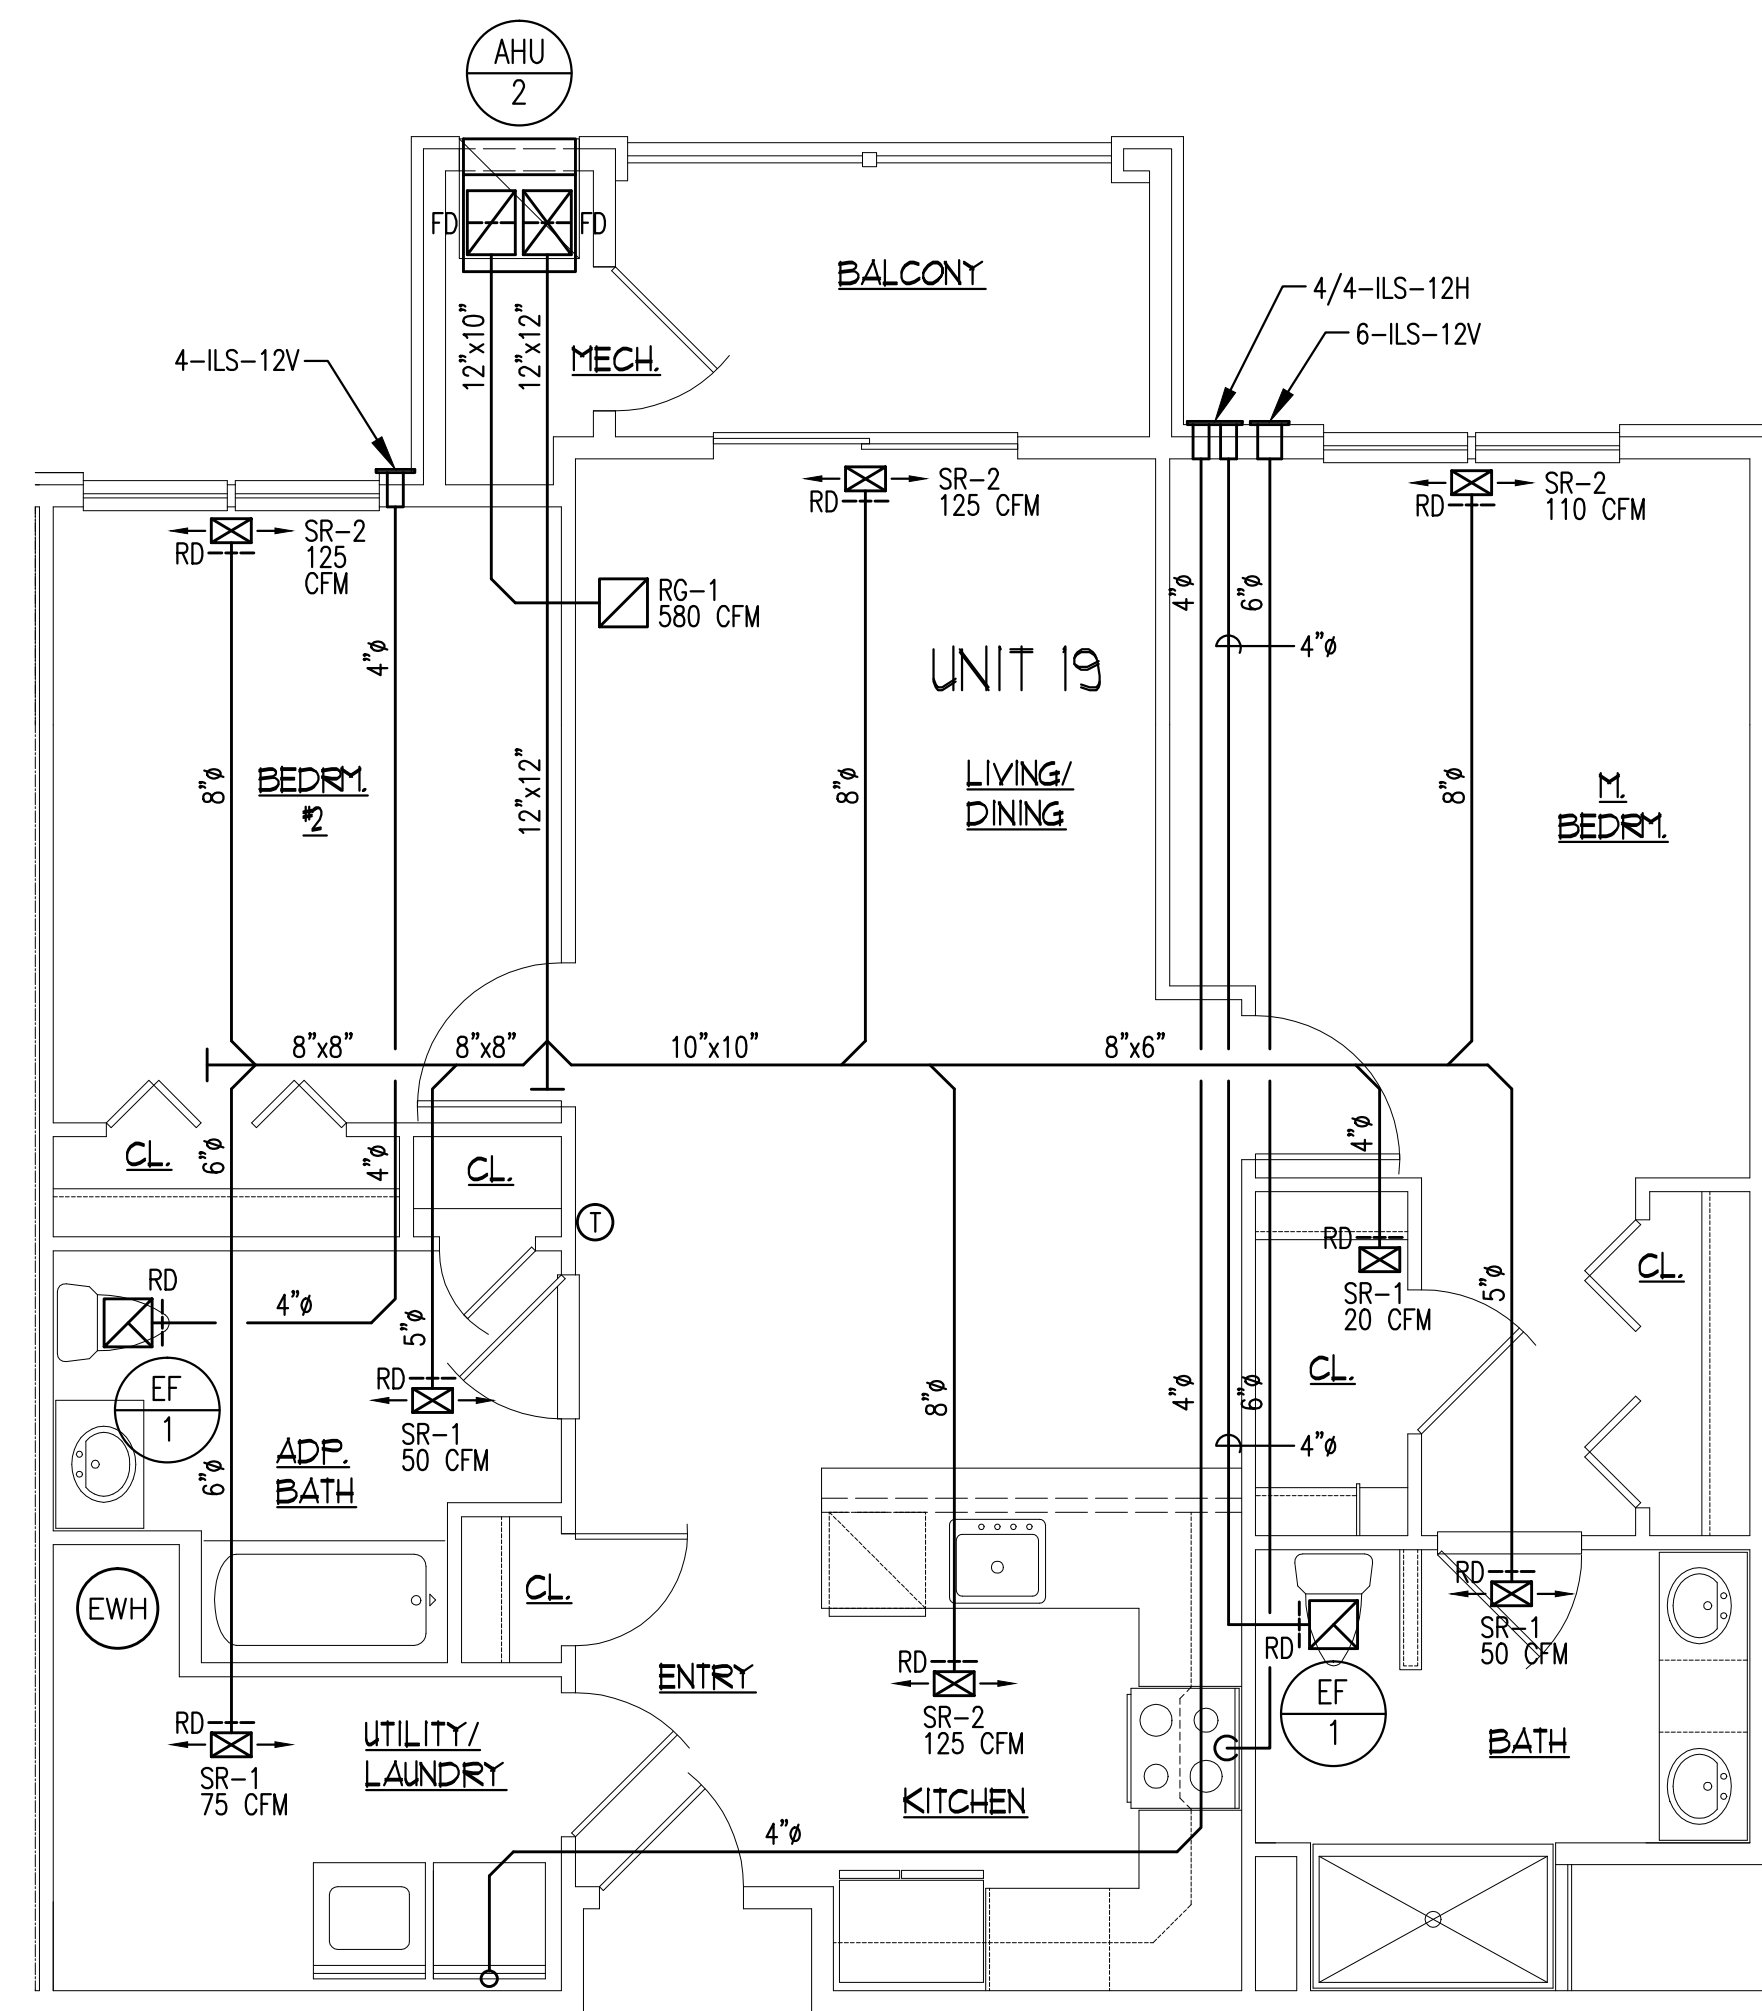 AHU
2
FD
FD
BALCONY
4/4-ILS-12H
6-ILS-12V
12"x10"
12"x12"
MECH.
4-ILS-12V
SR-2
125 CFM
RD
SR-2
110 CFM
RD
SR-2
125
CFM
RD
RG-1
580 CFM
4"ø
6"ø
4"ø
4"ø
UNIT 19
8"ø
BEDRM.
#2
12"x12"
8"ø
LIVING/
DINING
8"ø
M.
BEDRM.
8"x8"
8"x8"
10"x10"
8"x6"
CL.
6"ø
4"ø
CL.
4"ø
T
RD
SR-1
20 CFM
CL.
5"ø
RD
4"ø
5"ø
EF
1
RD
SR-1
50 CFM
CL.
8"ø
4"ø
6"ø
4"ø
ADP.
BATH
6"ø
EWH
CL.
RD
SR-1
50 CFM
RD
EF
1
RD
SR-2
125 CFM
ENTRY
RD
SR-1
75 CFM
UTILITY/
LAUNDRY
BATH
KITCHEN
4"ø